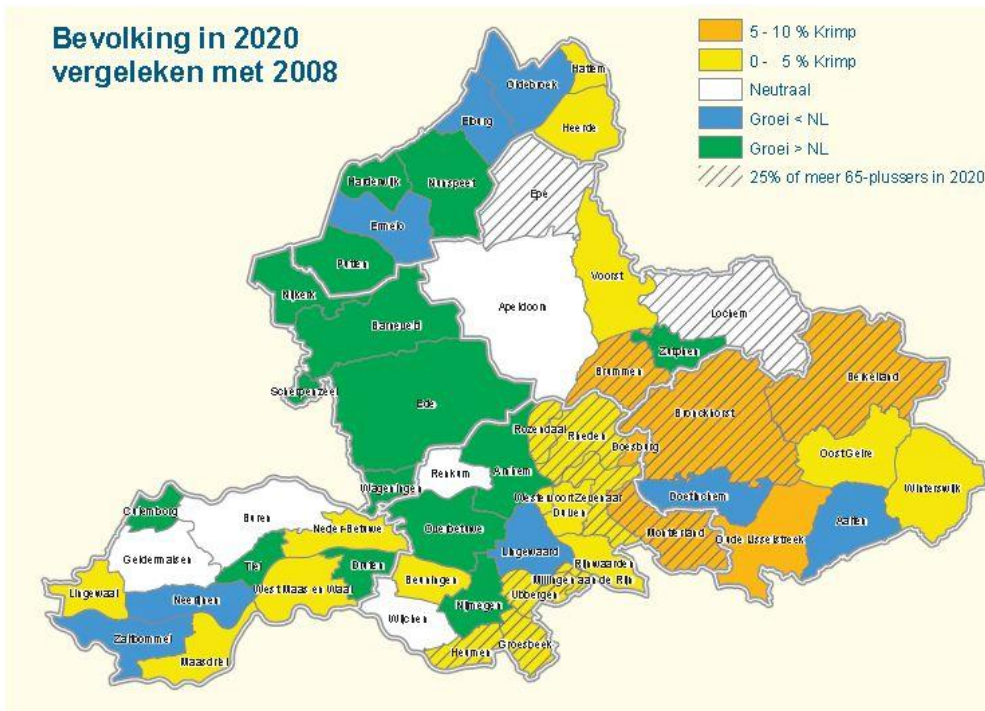 Bevolking in 2020
vergeleken met 2008
5 - 10 % Krimp
0 - 5 % Krimp
Neutraal
Groei < NL
Groei > NL
25% of meer 65-plussers in 2020
Hattem
Oldebroek
Elburg
Heerde
Harderwijk
Nunspeet
Epe
Ermelo
Putten
Voorst
Nijkerk
Apeldoorn
Lochem
Barneveld
Zutphen
Brummen
Berkelland
Scherpenzeel
Ede
Bronckhorst
Rozendaal
Rheden
Doesburg
Oost Gelre
Renkum
Arnhem
Wageningen
Winterswijk
Westervoort
Zevenaar
Doetinchem
Culemborg
Buren
Neder-Betuwe
Overbetuwe
Duiven
Aalten
Montferland
Oude IJsselstreek
Geldermalsen
Tiel
Druten
Lingewaard
Rijnwaarden
Lingewaal
Neerijnen
West Maas en Waal
Beuningen
Millingen aan de Rijn
Ubbergen
Nijmegen
Wijchen
Zaltbommel
Maasdriel
Heumen
Groesbeek